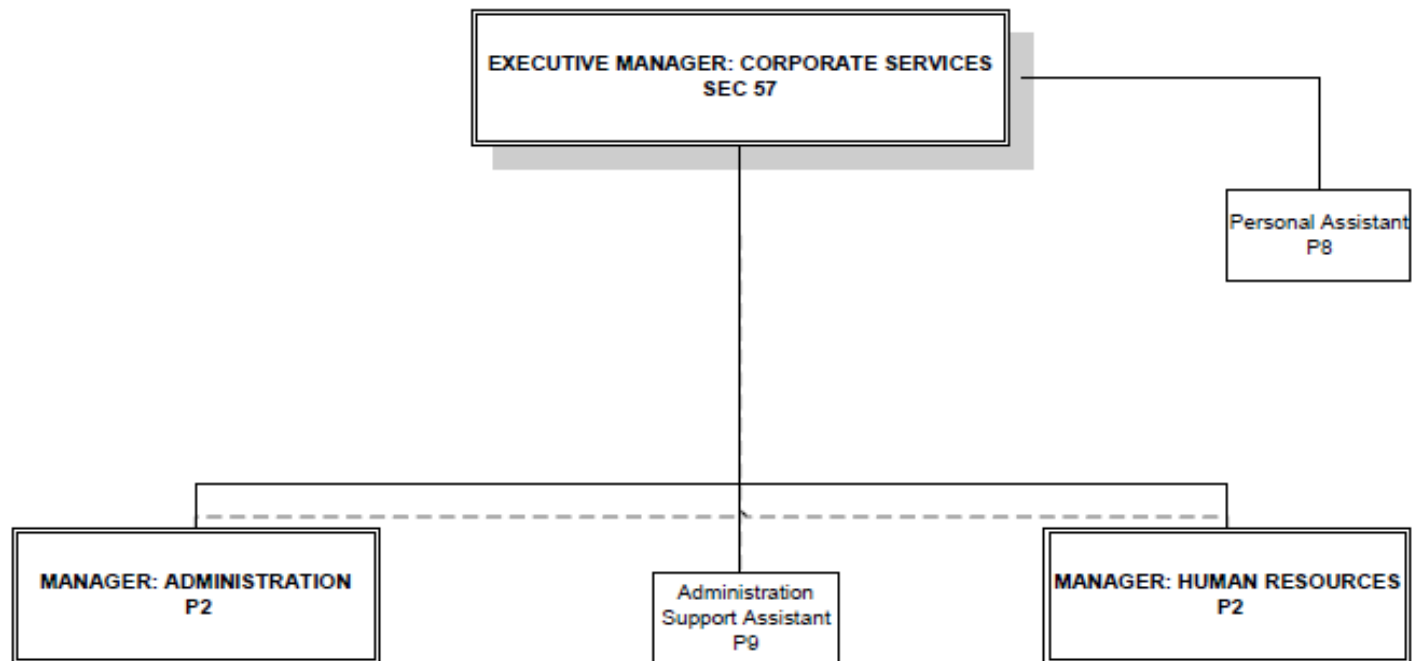 EXECUTIVE MANAGER: CORPORATE SERVICES
SEC 57
Personal Assistant
P8
MANAGER: ADMINISTRATION
P2
Administration
Support Assistant
P9
MANAGER: HUMAN RESOURCES
P2